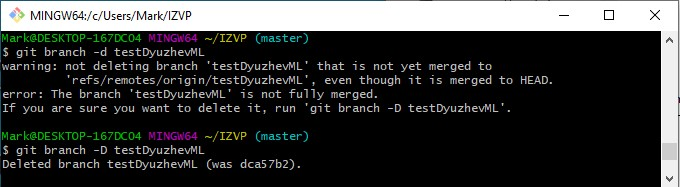 MINGW64:/c/Users/Mark/IZVP
Mark@DESKTOP-167DCO4 MINGW64 ~/IZVP (master)
$ git branch -d testDyuzhevML
warning: not deleting branch 'testDyuzhevML' that is not yet merged to
'refs/remotes/origin/testDyuzhevML', even though it is merged to HEAD.
error: The branch 'testDyuzhevML' is not fully merged.
If you are sure you want to delete it, run 'git branch -D testDyuzhevML'.
Mark@DESKTOP-167DCO4 MINGW64 ~/IZVP (master)
$ git branch -D testDyuzhevML
Deleted branch testDyuzhevML (was dca57b2).